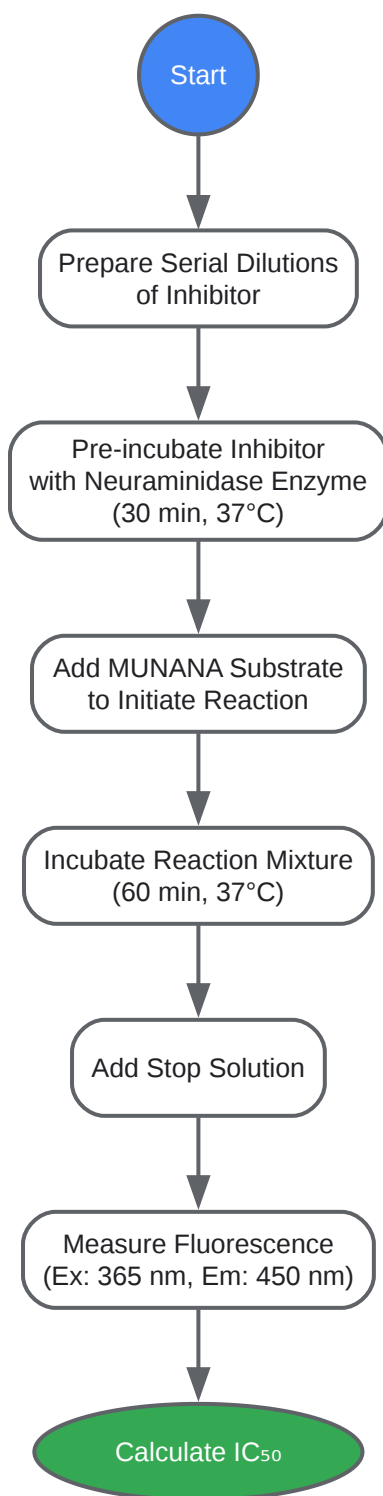 Start
Prepare Serial Dilutions
of Inhibitor
Pre-incubate Inhibitor
with Neuraminidase Enzyme
(30 min, 37°C)
Add MUNANA Substrate
to Initiate Reaction
Incubate Reaction Mixture
(60 min, 37°C)
Add Stop Solution
Measure Fluorescence
(Ex: 365 nm, Em: 450 nm)
Calculate IC₅₀